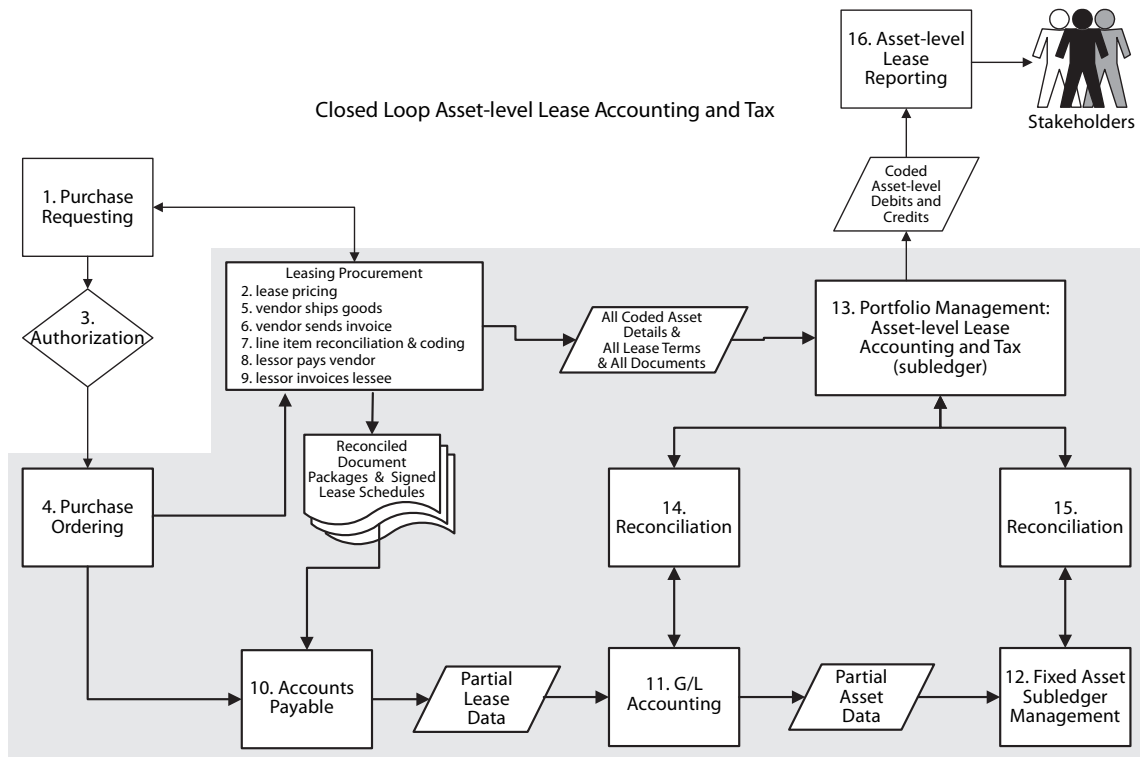 16. Asset-level
Lease
Reporting
Stakeholders
Closed Loop Asset-level Lease Accounting and Tax
Coded
Asset-level
Debits and
Credits
1. Purchase
Requesting
Leasing Procurement
2. lease pricing
5. vendor ships goods
6. vendor sends invoice
7. line item reconciliation & coding
8. lessor pays vendor
9. lessor invoices lessee
3.
Authorization
All Coded Asset
Details &
All Lease Terms
& All Documents
13. Portfolio Management:
Asset-level Lease
Accounting and Tax
(subledger)
Reconciled
Document
Packages & Signed
Lease Schedules
4. Purchase
Ordering
14.
Reconciliation
15.
Reconciliation
10. Accounts
Payable
Partial
Lease
Data
11. G/L
Accounting
Partial
Asset
Data
12. Fixed Asset
Subledger
Management